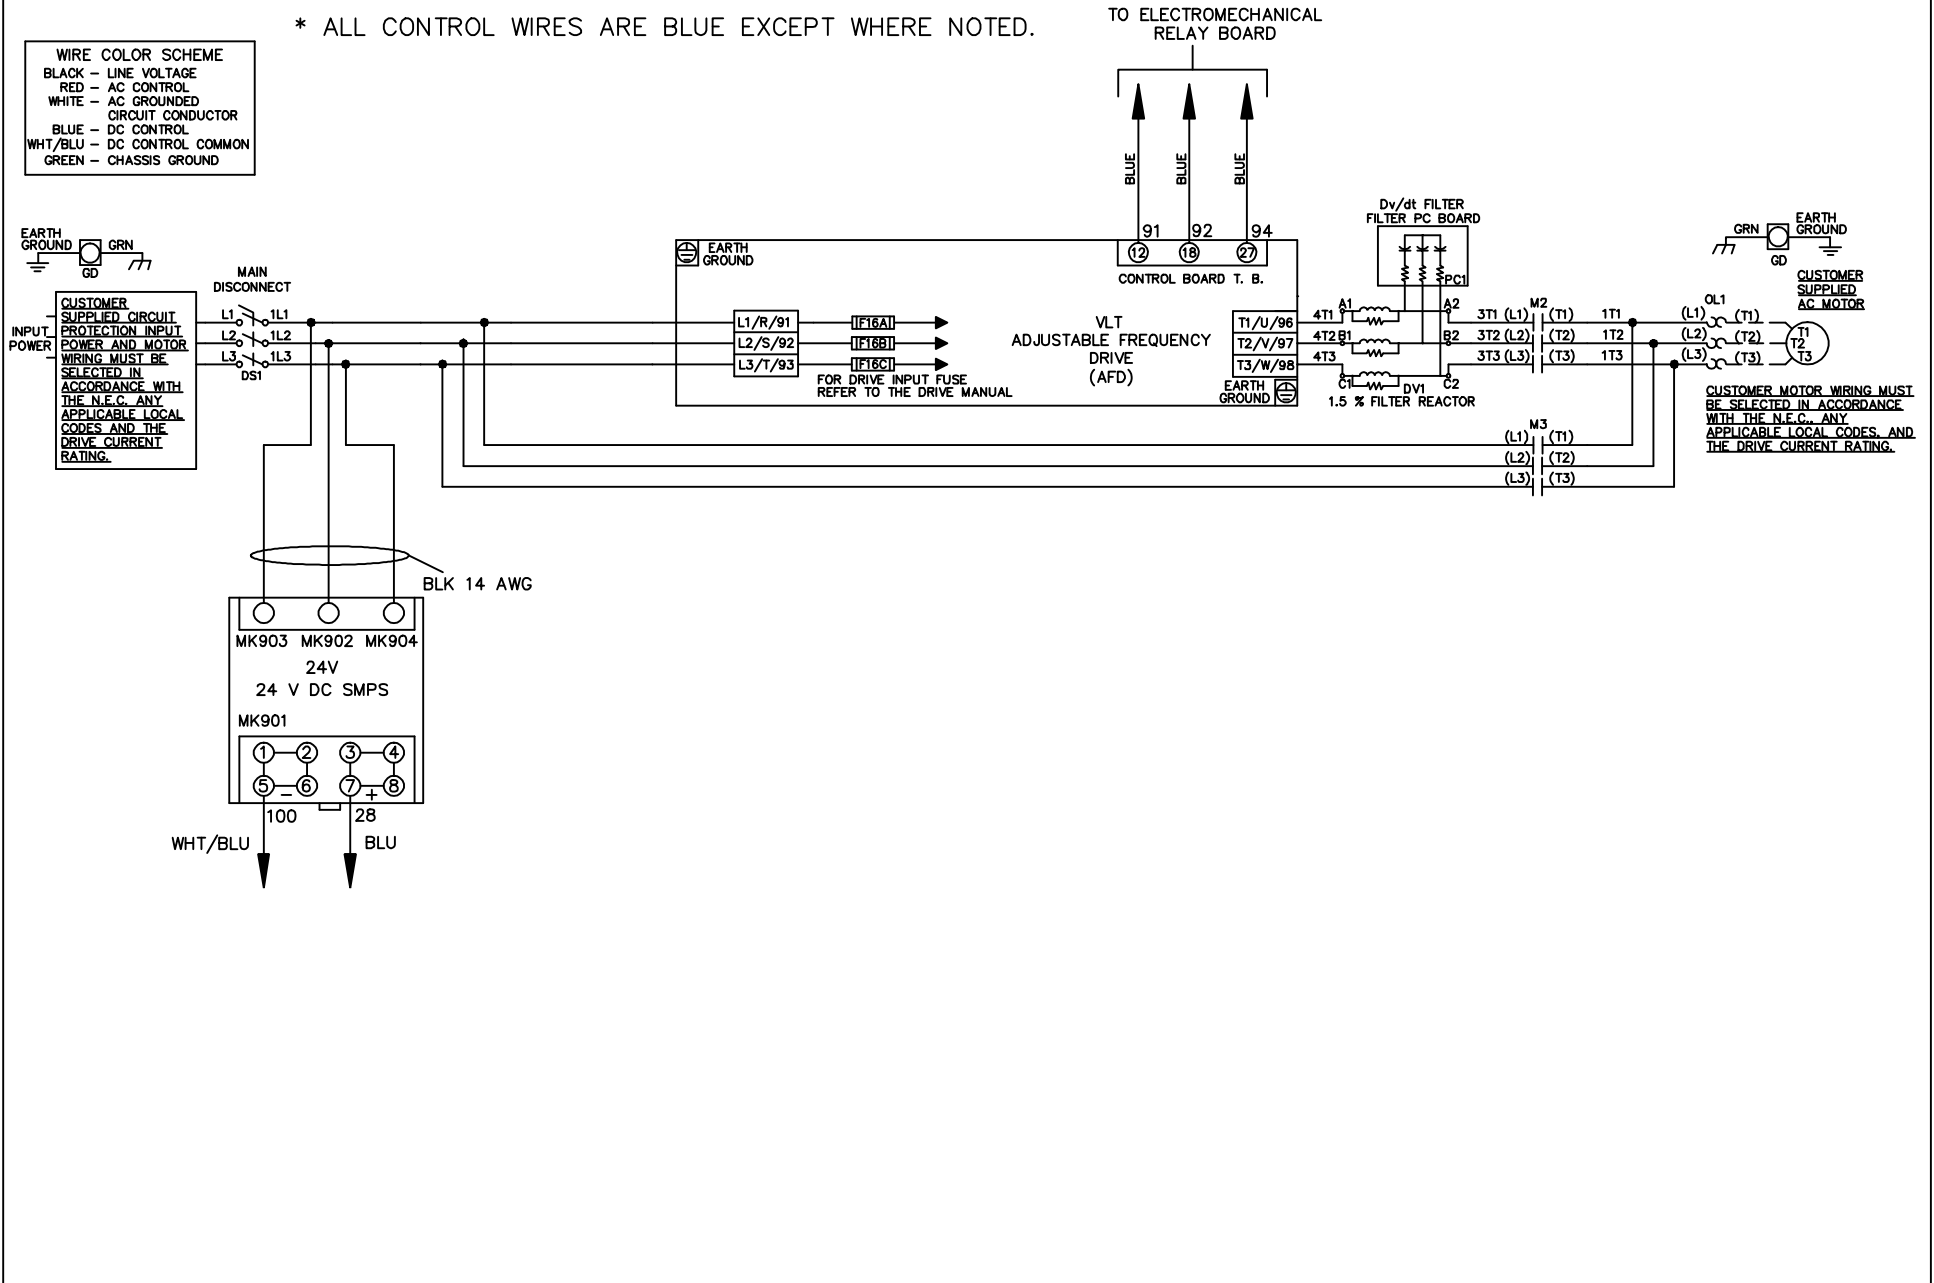 * ALL CONTROL WIRES ARE BLUE EXCEPT WHERE NOTED.
TO ELECTROMECHANICAL
RELAY BOARD
WIRE COLOR SCHEME
BLACK – LINE VOLTAGE
RED – AC CONTROL
WHITE – AC GROUNDED
CIRCUIT CONDUCTOR
BLUE – DC CONTROL
WHT/BLU – DC CONTROL COMMON
GREEN – CHASSIS GROUND
BLUE
BLUE
BLUE
91
92
94
12
18
27
CONTROL BOARD T. B.
EARTH
GROUND
GRN
GD
MAIN
DISCONNECT
INPUT
POWER
CUSTOMER
SUPPLIED CIRCUIT
PROTECTION INPUT
POWER AND MOTOR
WIRING MUST BE
SELECTED IN
ACCORDANCE WITH
THE N.E.C. ANY
APPLICABLE LOCAL
CODES AND THE
DRIVE CURRENT
RATING.
L1 1L1
L2 1L2
L3 1L3
DS1
EARTH
GROUND
L1/R/91
L2/S/92
L3/T/93
F16A
F16B
F16C
FOR DRIVE INPUT FUSE
REFER TO THE DRIVE MANUAL
VLT
ADJUSTABLE FREQUENCY
DRIVE
(AFD)
T1/U/96
T2/V/97
T3/W/98
EARTH
GROUND
Dv/dt FILTER
FILTER PC BOARD
PC1
4T1 A1 A2
4T2 B1 B2
4T3
C1 C2
DV1
1.5 % FILTER REACTOR
M2
3T1 (L1) (T1) 1T1
3T2 (L2) (T2) 1T2
3T3 (L3) (T3) 1T3
OL1
(L1) (T1)
(L2) (T2)
(L3) (T3)
T1
T2
T3
GRN
EARTH
GROUND
GD
CUSTOMER
SUPPLIED
AC MOTOR
CUSTOMER MOTOR WIRING MUST
BE SELECTED IN ACCORDANCE
WITH THE N.E.C., ANY
APPLICABLE LOCAL CODES, AND
THE DRIVE CURRENT RATING.
M3
(L1) (T1)
(L2) (T2)
(L3) (T3)
BLK 14 AWG
MK903 MK902 MK904
24V
24 V DC SMPS
MK901
1 2 3 4
5 – 6 7 + 8
100 28
WHT/BLU BLU